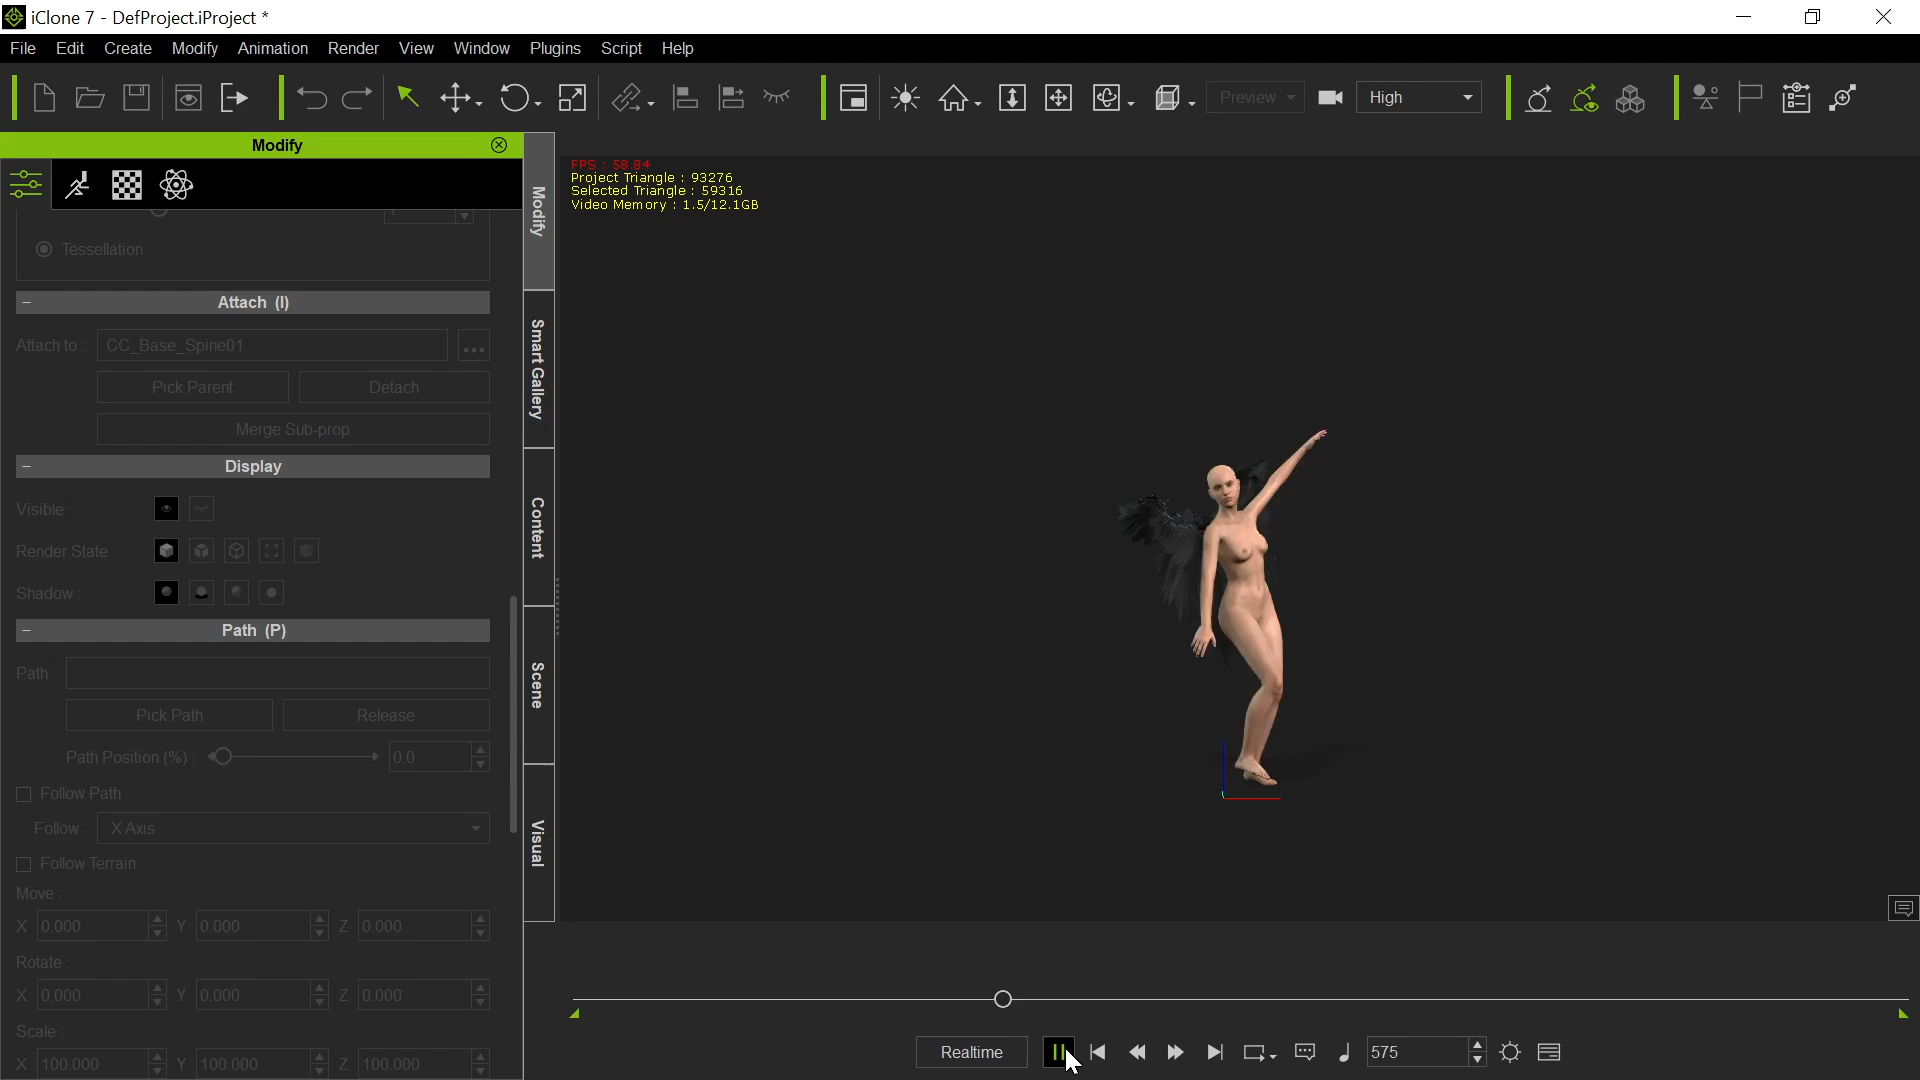 iClone 7 - DefProject.iProject *
File Edit Create Modify Animation Render View Window Plugins Script Help
Preview High
Modify
FPS : 58.84
Project Triangle : 93276
Selected Triangle : 59316
Video Memory : 1.5/12.1GB
Tessellation
Attach (I)
Attach to : CC_Base_Spine01 ...
Pick Parent Detach
Merge Sub-prop
Display
Visible :
Render State :
Shadow :
Path (P)
Path :
Pick Path Release
Path Position (%) : 0.0
Follow Path
Follow : X Axis
Follow Terrain
Move :
X 0.000 Y 0.000 Z 0.000
Rotate :
X 0.000 Y 0.000 Z 0.000
Scale :
X 100.000 Y 100.000 Z 100.000
Modify
Smart Gallery
Content
Scene
Visual
Realtime 575